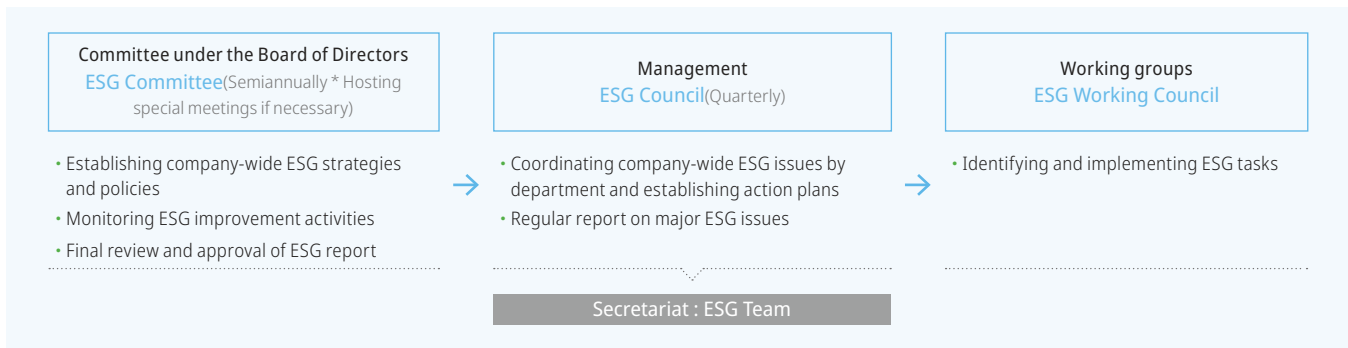 Committee under the Board of Directors
ESG Committee(Semiannually * Hosting
special meetings if necessary)
• Establishing company-wide ESG strategies
and policies
• Monitoring ESG improvement activities
• Final review and approval of ESG report
Management
ESG Council(Quarterly)
• Coordinating company-wide ESG issues by
department and establishing action plans
• Regular report on major ESG issues
Working groups
ESG Working Council
• Identifying and implementing ESG tasks
Secretariat : ESG Team